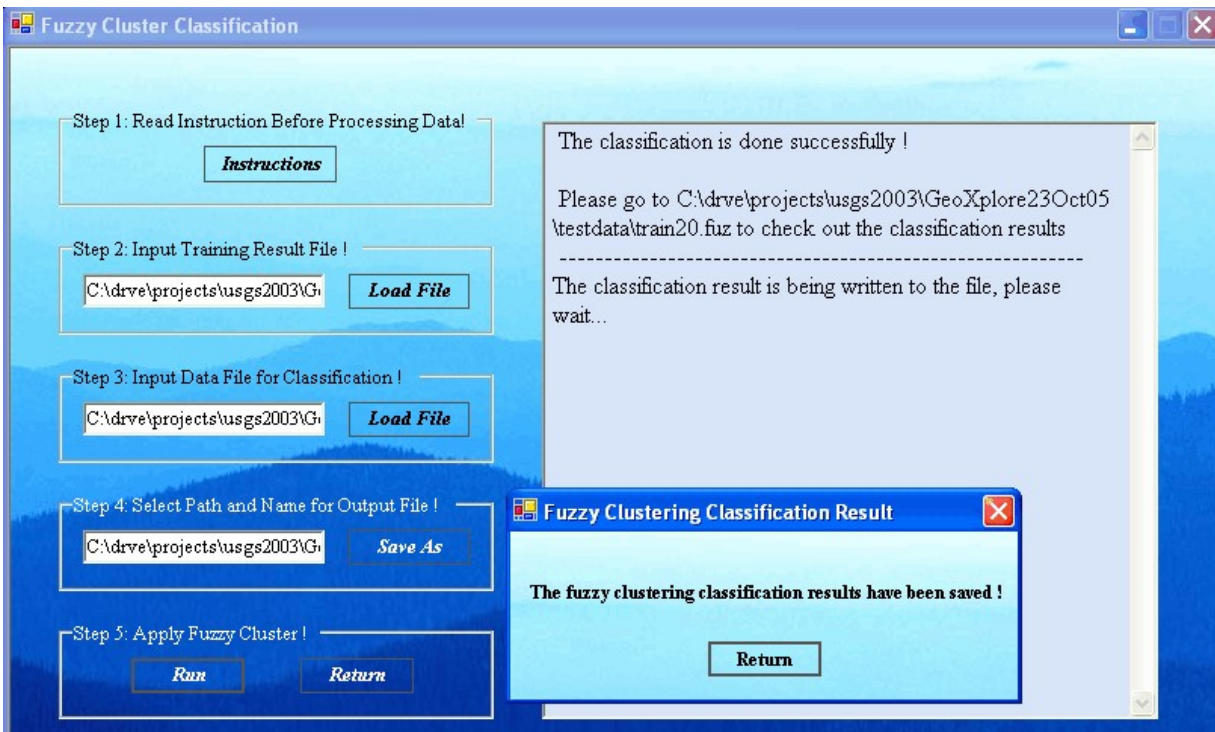 Fuzzy Cluster Classification
Step 1: Read Instruction Before Processing Data!
Instructions
Step 2: Input Training Result File !
C:\drve\projects\usgs2003\G
Load File
Step 3: Input Data File for Classification !
C:\drve\projects\usgs2003\G
Load File
Step 4: Select Path and Name for Output File !
C:\drve\projects\usgs2003\G
Save As
Step 5: Apply Fuzzy Cluster !
Run
Return
The classification is done successfully !
Please go to C:\drve\projects\usgs2003\GeoXplore23Oct05
\testdata\train20.fuz to check out the classification results
----------------------------------------------------------
The classification result is being written to the file, please
wait...
Fuzzy Clustering Classification Result
The fuzzy clustering classification results have been saved !
Return